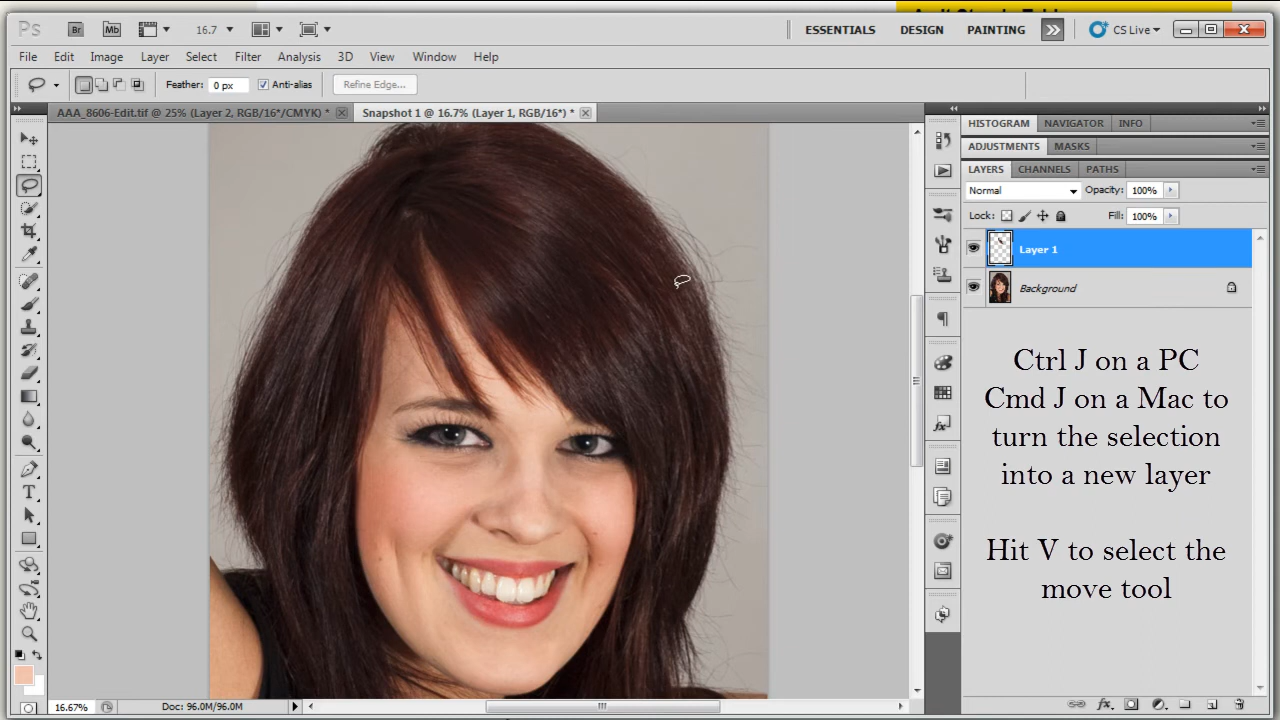 Ps
Br
Mb
16.7
ESSENTIALS
DESIGN
PAINTING
CS Live
File
Edit
Image
Layer
Select
Filter
Analysis
3D
View
Window
Help
Feather: 0 px
Anti-alias
Refine Edge...
AAA_8606-Edit.tif @ 25% (Layer 2, RGB/16*/CMYK) *
Snapshot 1 @ 16.7% (Layer 1, RGB/16*) *
HISTOGRAM
NAVIGATOR
INFO
ADJUSTMENTS
MASKS
LAYERS
CHANNELS
PATHS
Normal
Opacity: 100%
Lock:
Fill: 100%
Layer 1
Background
Ctrl J on a PC
Cmd J on a Mac to
turn the selection
into a new layer
Hit V to select the
move tool
16.67%
Doc: 96.0M/96.0M